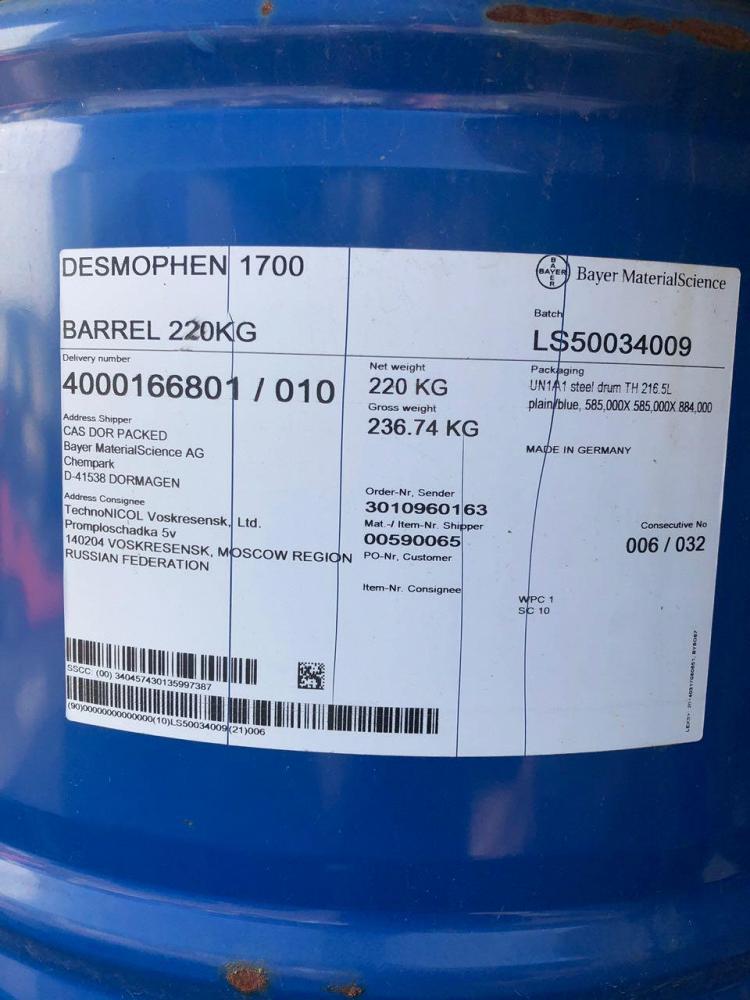 DESMOPHEN 1700
BAYER
BAYER
Bayer MaterialScience
BARREL 220KG
Batch
LS50034009
Delivery number
4000166801 / 010
Net weight
220 KG
Gross weight
236.74 KG
Packaging
UN1A1 steel drum TH 216.5L
plain/blue, 585,000X 585,000X 884,000
MADE IN GERMANY
Address Shipper
CAS DOR PACKED
Bayer MaterialScience AG
Chempark
D-41538 DORMAGEN
Address Consignee
TechnoNICOL Voskresensk, Ltd.
Promploschadka 5v
140204 VOSKRESENSK, MOSCOW REGION
RUSSIAN FEDERATION
Order-Nr, Sender
3010960163
Mat.-/ Item-Nr. Shipper
00590065
PO-Nr, Customer
Item-Nr. Consignee
Consecutive No
006 / 032
WPC 1
SC 10
SSCC: (00) 340457430135997387
(90)00000000000000(10)LS50034009(21)006